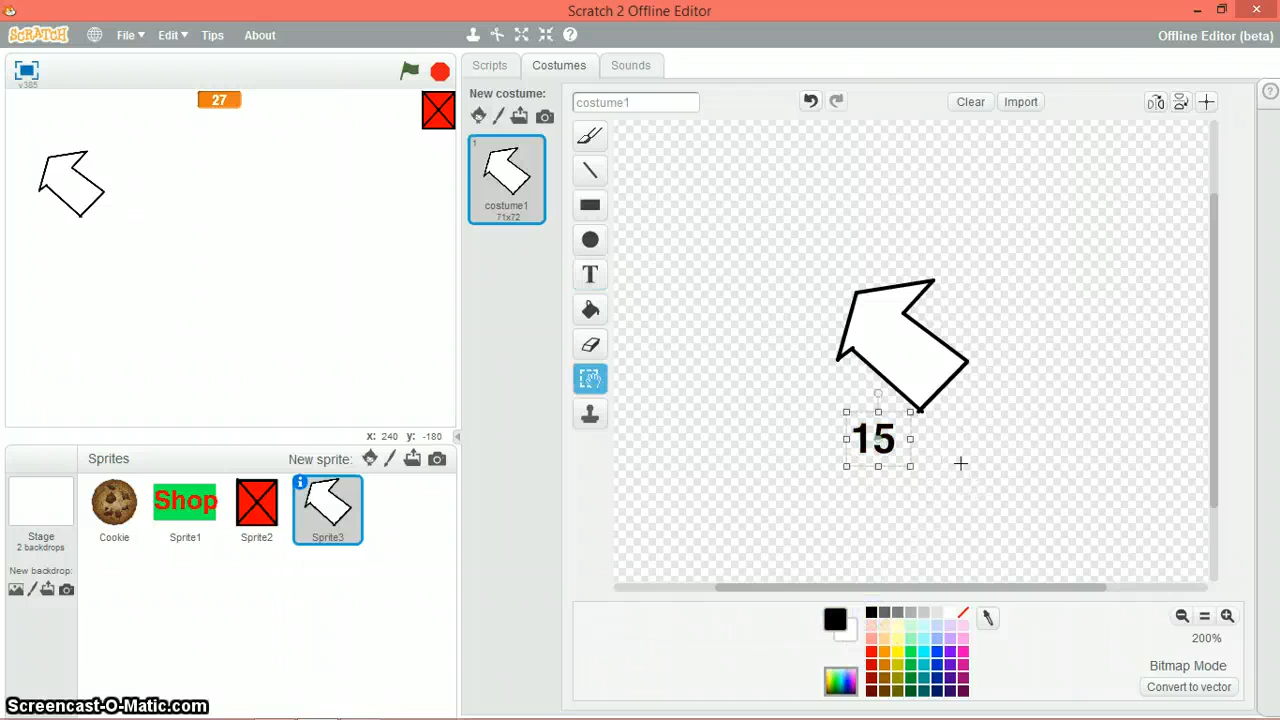 Scratch 2 Offline Editor
SCRATCH File Edit Tips About Offline Editor (beta)
v385
27
Scripts Costumes Sounds
New costume:
costume1
Clear Import
1
costume1
71x72
15
x: 240 y: -180
Sprites New sprite:
Shop
Stage
2 backdrops
Cookie Sprite1 Sprite2 Sprite3
New backdrop:
200%
Bitmap Mode
Convert to vector
Screencast-O-Matic.com